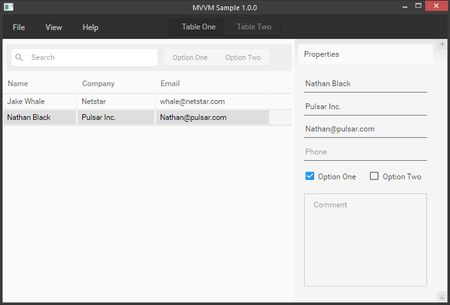 MVVM Sample 1.0.0
File View Help Table One Table Two
Search Option One Option Two
Name Company Email
Jake Whale Netstar whale@netstar.com
Nathan Black Pulsar Inc. Nathan@pulsar.com
Properties
Nathan Black
Pulsar Inc.
Nathan@pulsar.com
Phone
Option One Option Two
Comment